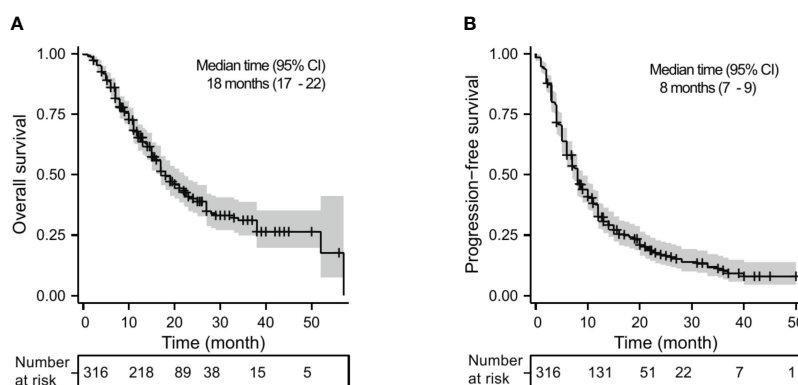 A
B
Median time (95% CI)
18 months (17 - 22)
Median time (95% CI)
8 months (7 - 9)
Overall survival
1.00
0.75
0.50
0.25
0.00
0 10 20 30 40 50
Time (month)
Number
at risk
316 218 89 38 15 5
Progression−free survival
1.00
0.75
0.50
0.25
0.00
0 10 20 30 40 50
Time (month)
Number
at risk
316 131 51 22 7 1